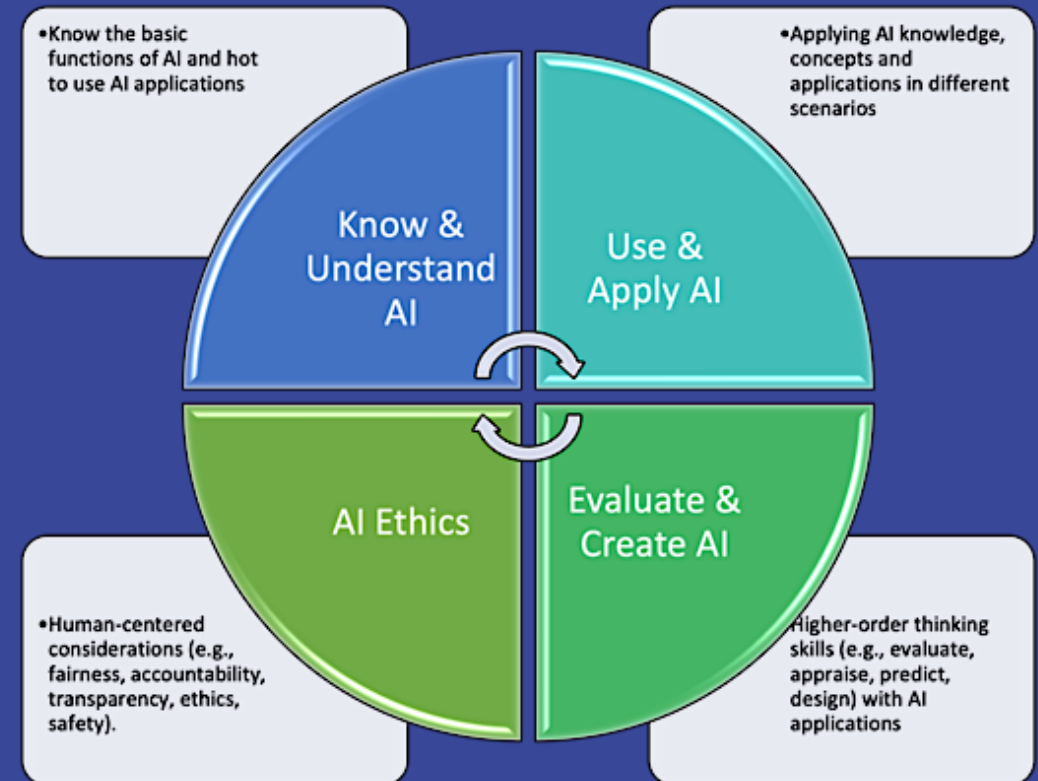 •Know the basic
functions of AI and hot
to use AI applications
•Applying AI knowledge,
concepts and
applications in different
scenarios
Know &
Understand
AI
Use &
Apply AI
AI Ethics
Evaluate &
Create AI
•Human-centered
considerations (e.g.,
fairness, accountability,
transparency, ethics,
safety).
Higher-order thinking
skills (e.g., evaluate,
appraise, predict,
design) with AI
applications